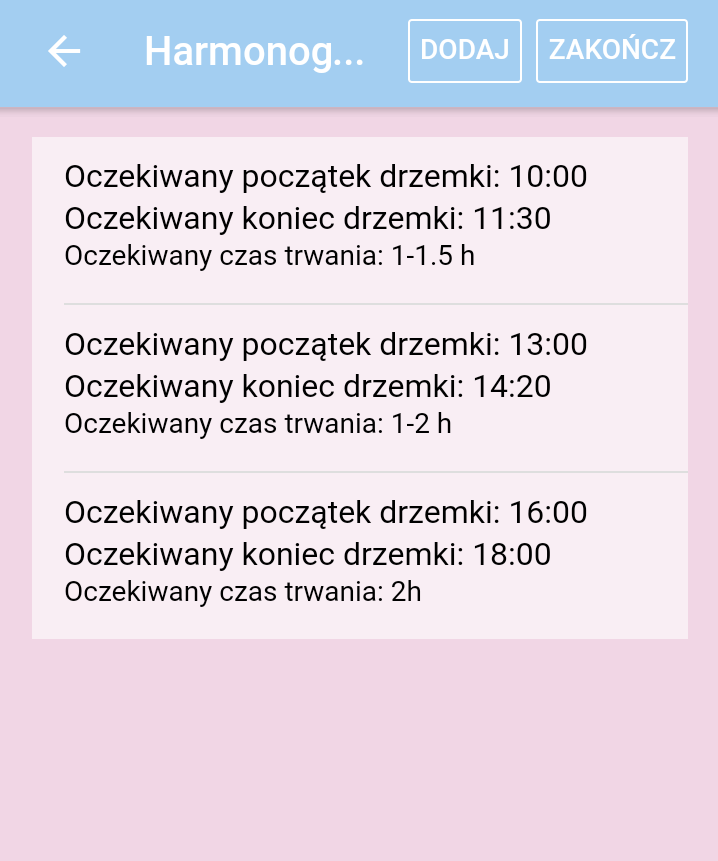 Harmonog...
DODAJ
ZAKOŃCZ
Oczekiwany początek drzemki: 10:00
Oczekiwany koniec drzemki: 11:30
Oczekiwany czas trwania: 1-1.5 h
Oczekiwany początek drzemki: 13:00
Oczekiwany koniec drzemki: 14:20
Oczekiwany czas trwania: 1-2 h
Oczekiwany początek drzemki: 16:00
Oczekiwany koniec drzemki: 18:00
Oczekiwany czas trwania: 2h